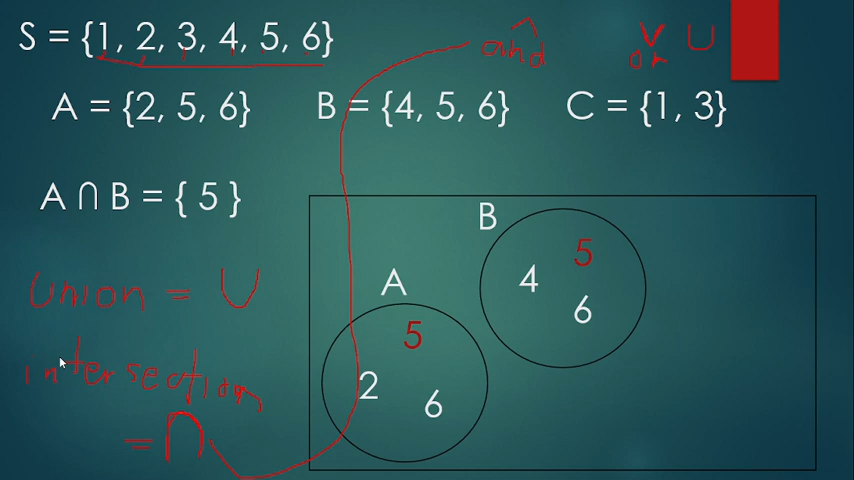 S = {1, 2, 3, 4, 5, 6}
and
∨ ∪
or
A = {2, 5, 6} B = {4, 5, 6} C = {1, 3}
A ∩ B = { 5 }
B
5
4
6
union = ∪
A
5
2
6
intersection
= ∩